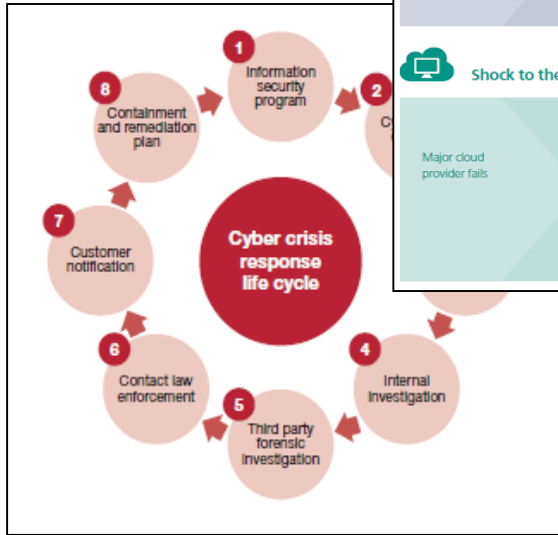 1
Information
security
program
2
8
Containment
and remediation
plan
Shock to the
Major cloud
provider fails
7
Customer
notification
Cyber crisis
response
life cycle
6
Contact law
enforcement
4
Internal
Investigation
5
Third party
forensic
Investigation